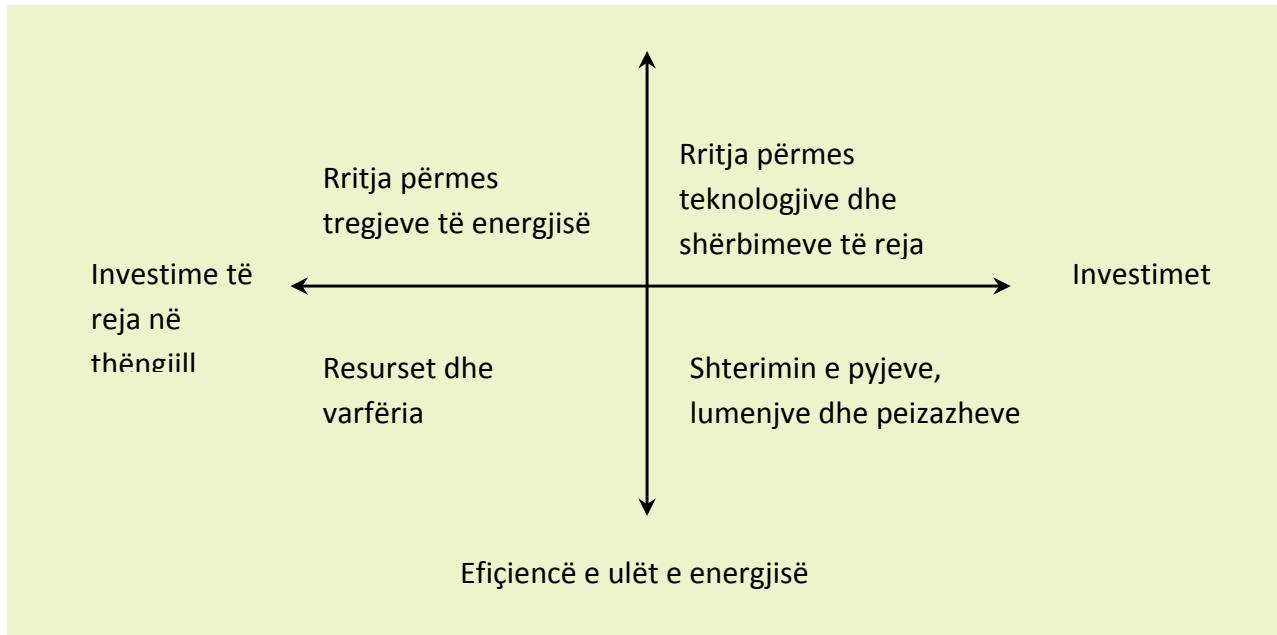 Rritja përmes
tregjeve të energjisë
Rritja përmes
teknologjive dhe
shërbimeve të reja
Investime të
reja në
thëngjill
Investimet
Resurset dhe
varfëria
Shterimin e pyjeve,
lumenjve dhe peizazheve
Efiçiencë e ulët e energjisë